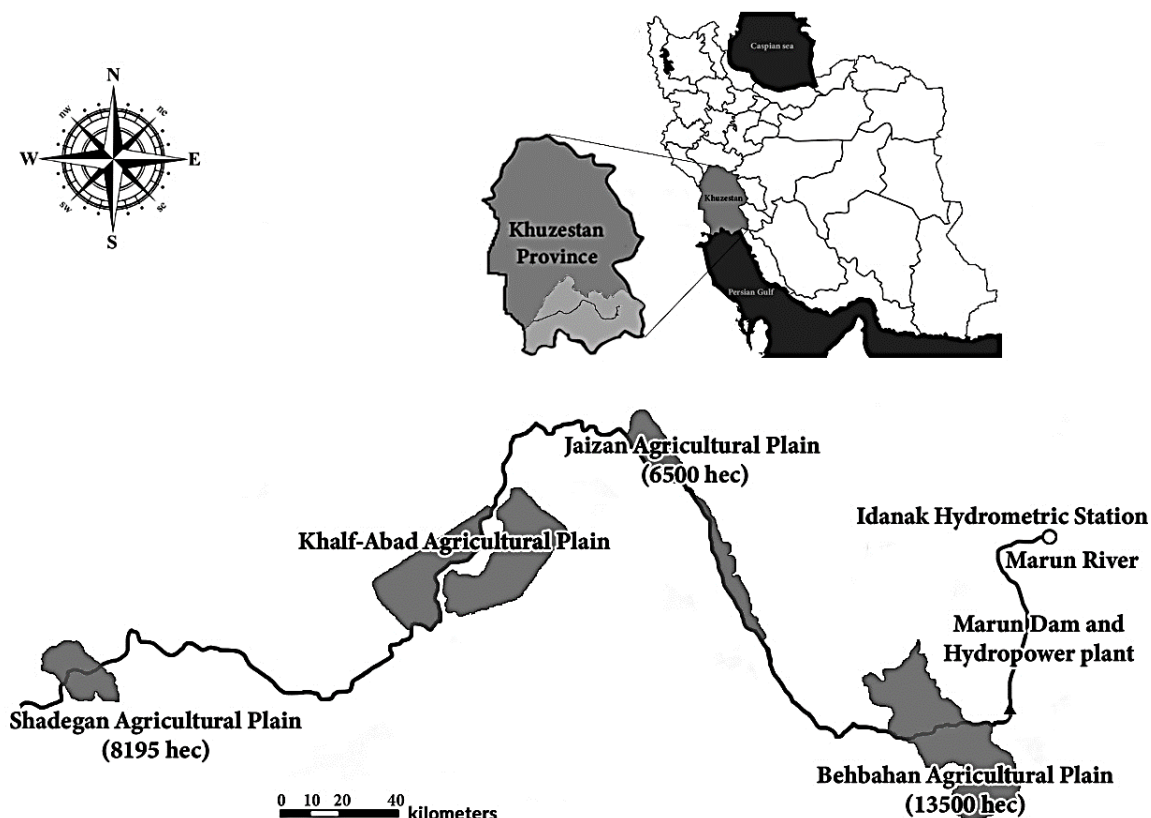 Caspian sea
N
nw
ne
W
E
sw
se
S
Khuzestan
Khuzestan
Province
Persian Gulf
Jaizan Agricultural Plain
(6500 hec)
Idanak Hydrometric Station
Khalf-Abad Agricultural Plain
Marun River
Marun Dam and
Hydropower plant
Shadegan Agricultural Plain
(8195 hec)
Behbahan Agricultural Plain
(13500 hec)
0 10 20 40
kilometers